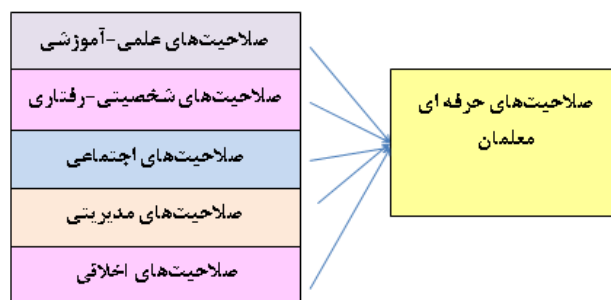 صلاحیت‌های علمی-آموزشی
صلاحیت‌های شخصیتی-رفتاری
صلاحیت‌های اجتماعی
صلاحیت‌های مدیریتی
صلاحیت‌های اخلاقی
صلاحیت‌های حرفه ای
معلمان